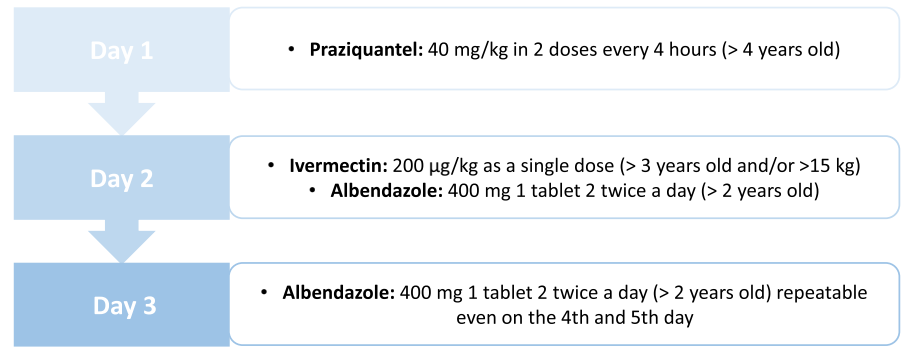 Day 1
• Praziquantel: 40 mg/kg in 2 doses every 4 hours (> 4 years old)
Day 2
• Ivermectin: 200 μg/kg as a single dose (> 3 years old and/or >15 kg)
• Albendazole: 400 mg 1 tablet 2 twice a day (> 2 years old)
Day 3
• Albendazole: 400 mg 1 tablet 2 twice a day (> 2 years old) repeatable
even on the 4th and 5th day